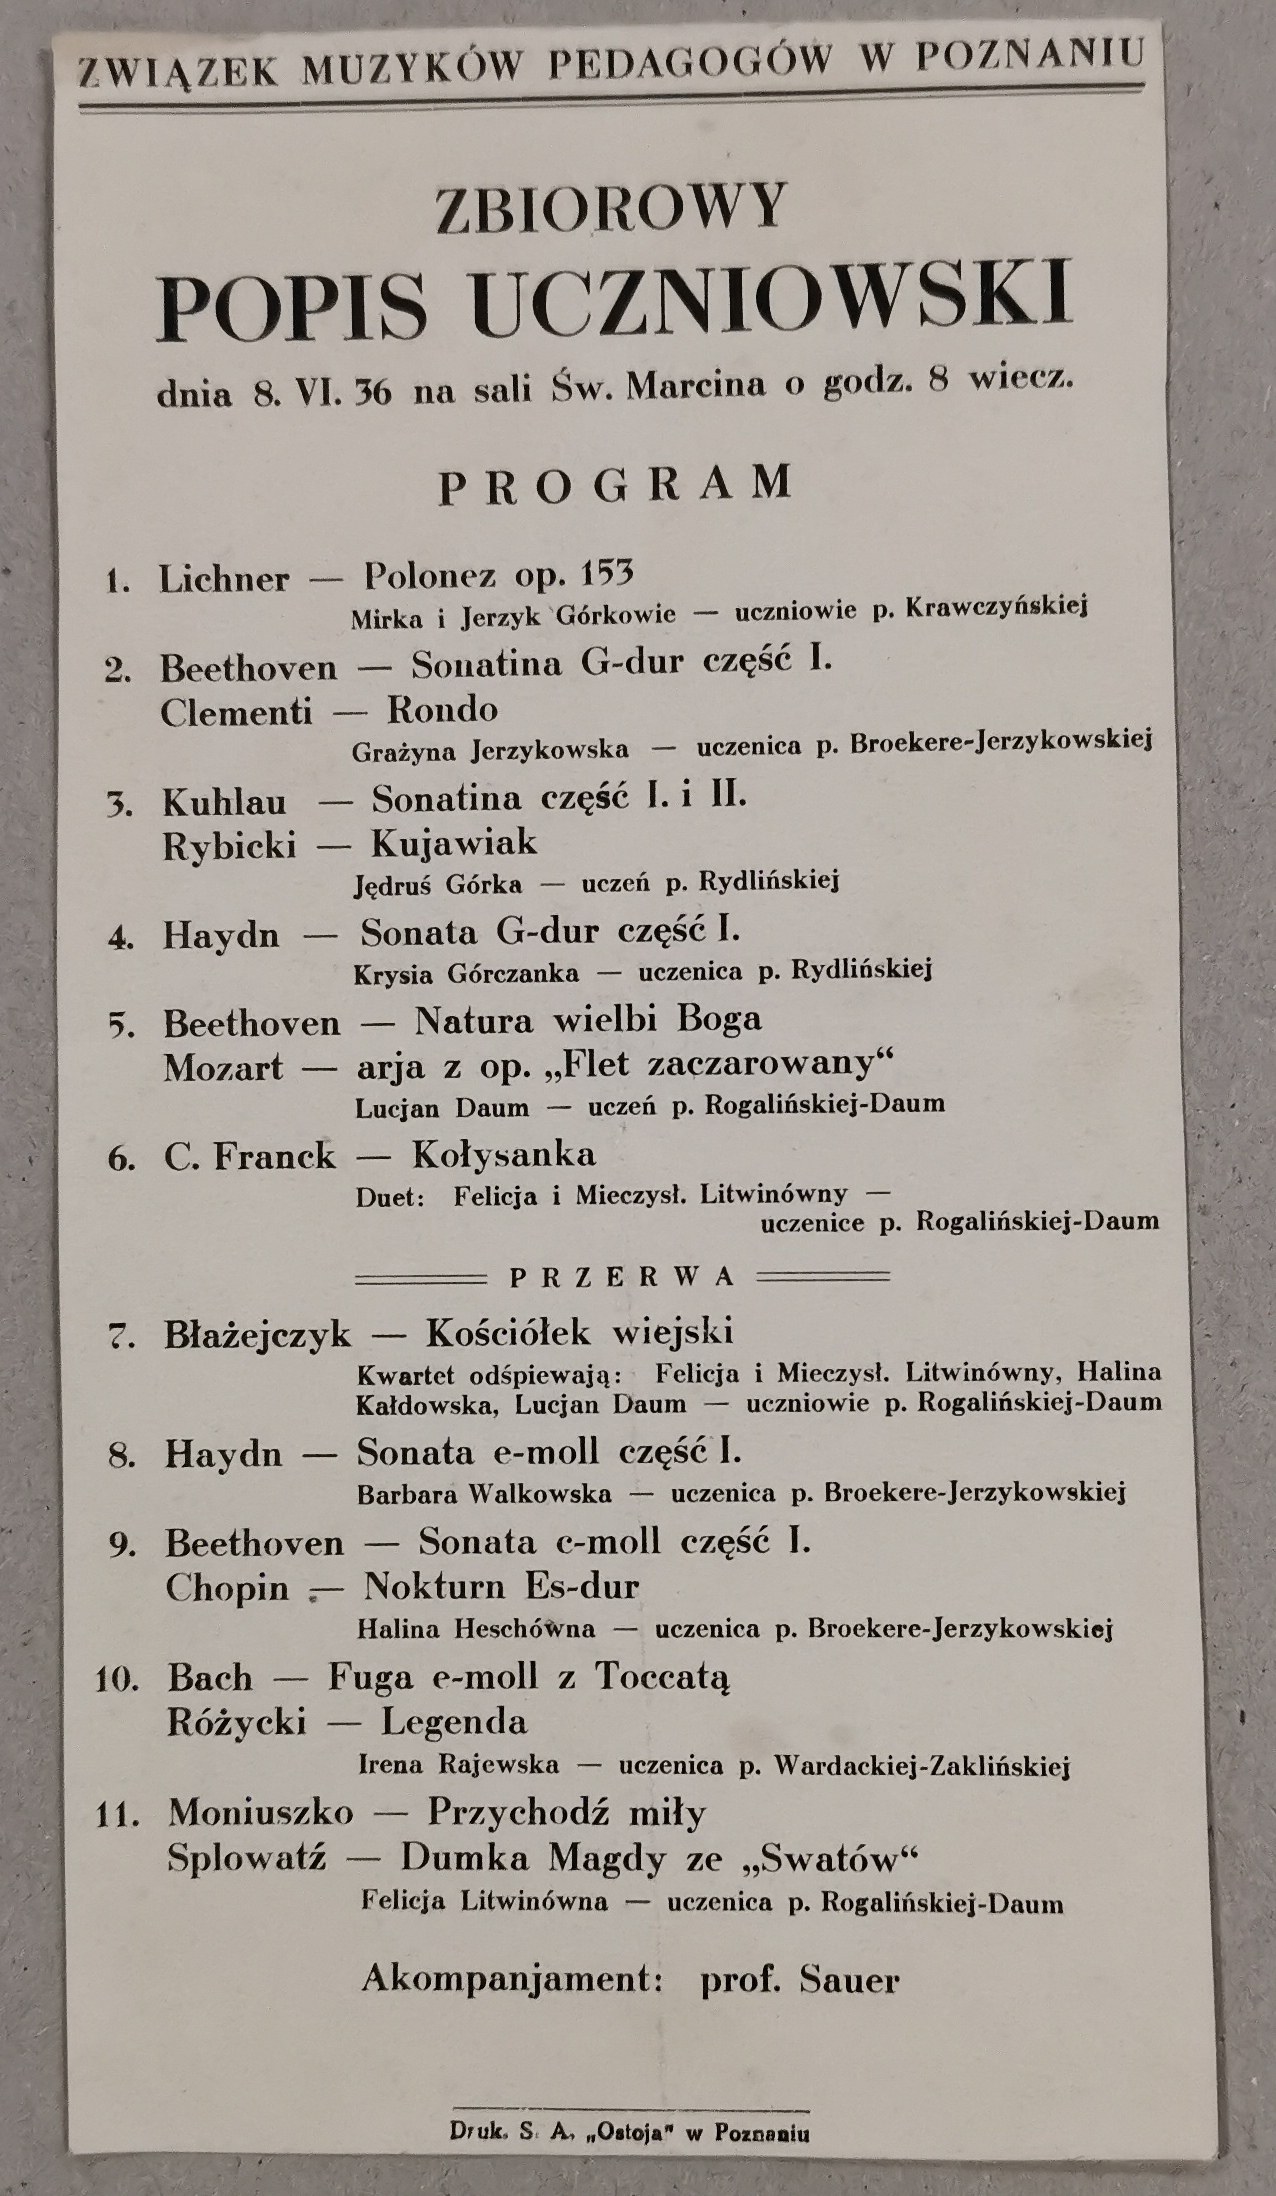 ZWIĄZEK MUZYKÓW PEDAGOGÓW W POZNANIU
ZBIOROWY
POPIS UCZNIOWSKI
dnia 8. VI. 36 na sali Św. Marcina o godz. 8 wiecz.
PROGRAM
1. Lichner — Polonez op. 153
Mirka i Jerzyk Górkowie — uczniowie p. Krawczyńskiej
2. Beethoven — Sonatina G-dur część I.
Clementi — Rondo
Grażyna Jerzykowska — uczenica p. Broekere-Jerzykowskiej
3. Kuhlau — Sonatina część I. i II.
Rybicki — Kujawiak
Jędruś Górka — uczeń p. Rydlińskiej
4. Haydn — Sonata G-dur część I.
Krysia Górczanka — uczenica p. Rydlińskiej
5. Beethoven — Natura wielbi Boga
Mozart — arja z op. „Flet zaczarowany“
Lucjan Daum — uczeń p. Rogalińskiej-Daum
6. C. Franck — Kołysanka
Duet: Felicja i Mieczysł. Litwinówny —
uczenice p. Rogalińskiej-Daum
PRZERWA
7. Błażejczyk — Kościółek wiejski
Kwartet odśpiewają: Felicja i Mieczysł. Litwinówny, Halina
Kałdowska, Lucjan Daum — uczniowie p. Rogalińskiej-Daum
8. Haydn — Sonata e-moll część I.
Barbara Walkowska — uczenica p. Broekere-Jerzykowskiej
9. Beethoven — Sonata c-moll część I.
Chopin — Nokturn Es-dur
Halina Heschówna — uczenica p. Broekere-Jerzykowskiej
10. Bach — Fuga e-moll z Toccatą
Różycki — Legenda
Irena Rajewska — uczenica p. Wardackiej-Zaklińskiej
11. Moniuszko — Przychodź miły
Splowatź — Dumka Magdy ze „Swatów“
Felicja Litwinówna — uczenica p. Rogalińskiej-Daum
Akompanjament: prof. Sauer
Druk. S. A. „Ostoja" w Poznaniu